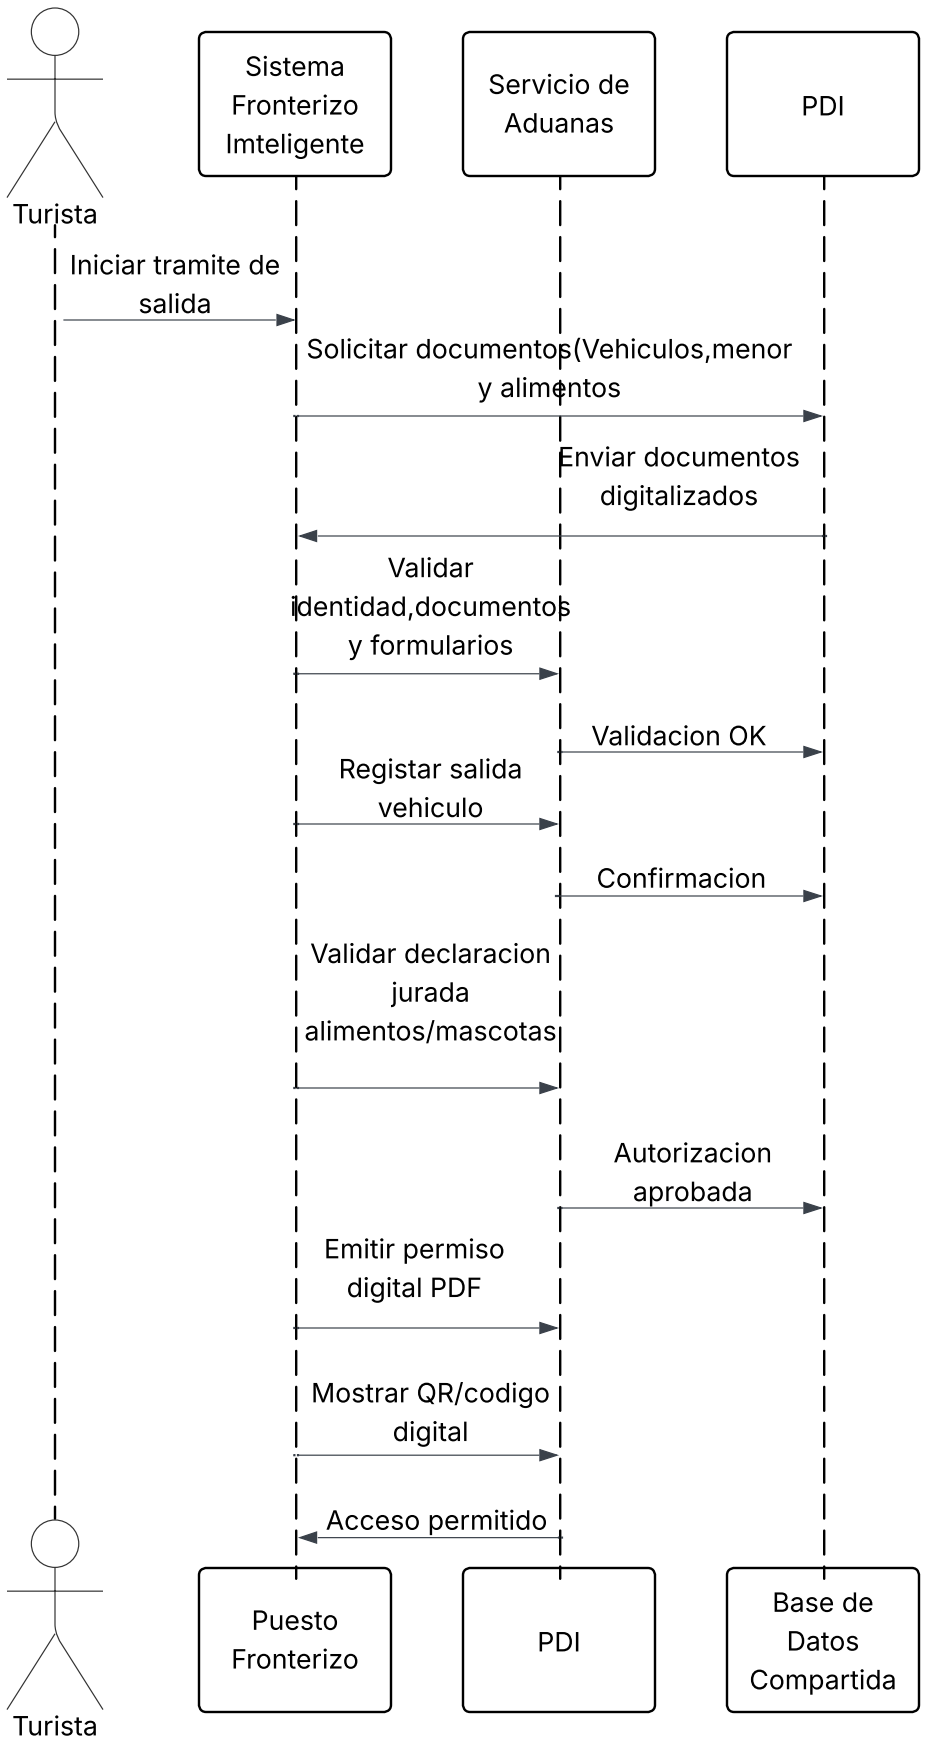 Sistema
Fronterizo
Imteligente
Servicio de
Aduanas
PDI
Turista
Iniciar tramite de
salida
Solicitar documentos(Vehiculos,menor
y alimentos
Enviar documentos
digitalizados
Validar
identidad,documentos
y formularios
Validacion OK
Registar salida
vehiculo
Confirmacion
Validar declaracion
jurada
alimentos/mascotas
Autorizacion
aprobada
Emitir permiso
digital PDF
Mostrar QR/codigo
digital
Acceso permitido
Puesto
Fronterizo
PDI
Base de
Datos
Compartida
Turista